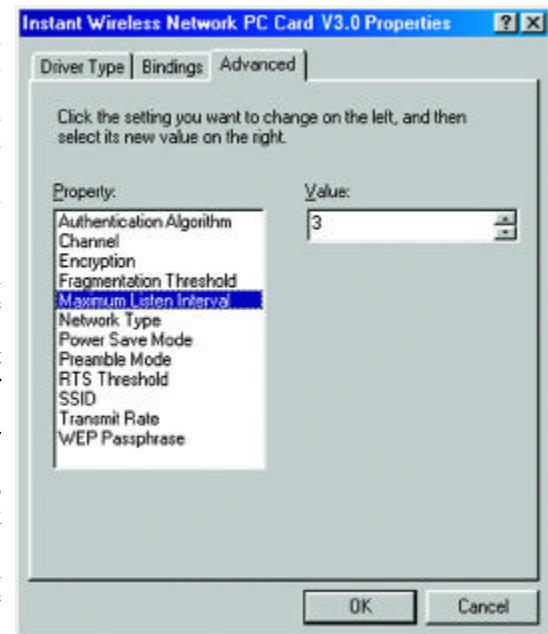 Instant Wireless Network PC Card V3.0 Properties
Driver Type
Bindings
Advanced
Click the setting you want to change on the left, and then
select its new value on the right.
Property:
Authentication Algorithm
Channel
Encryption
Fragmentation Threshold
Maximum Listen Interval
Network Type
Power Save Mode
Preamble Mode
RTS Threshold
SSID
Transmit Rate
WEP Passphrase
Value:
3
OK
Cancel